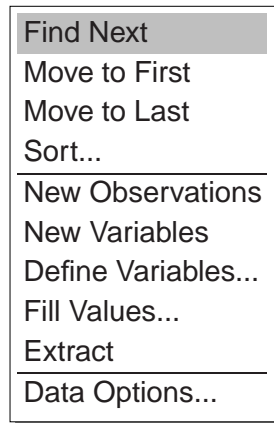 Find Next
Move to First
Move to Last
Sort...
New Observations
New Variables
Define Variables...
Fill Values...
Extract
Data Options...